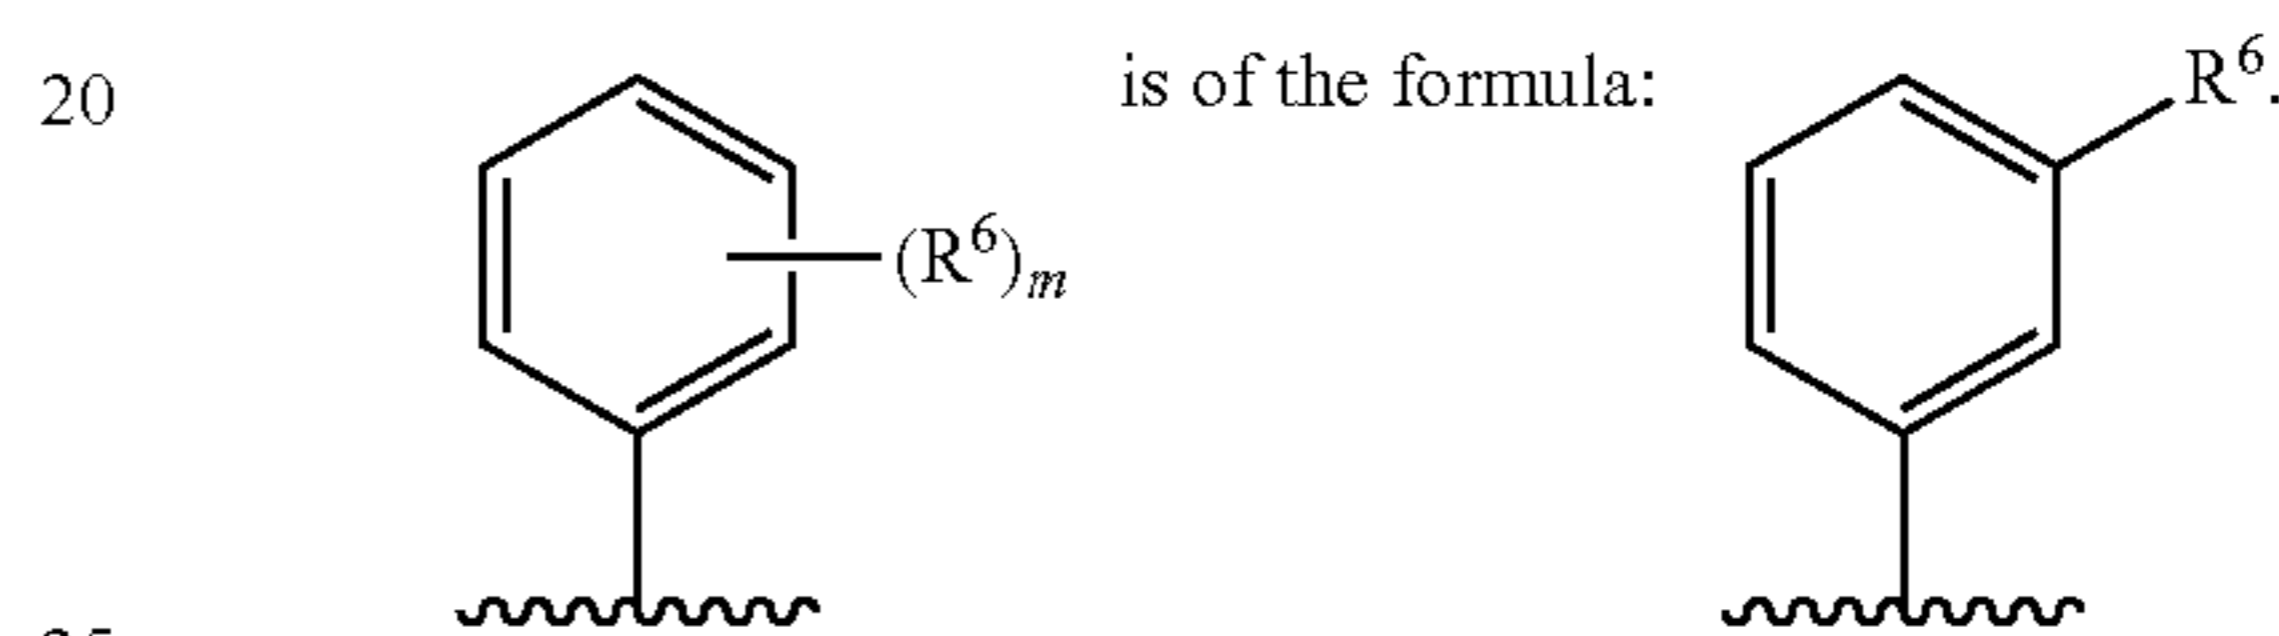 20 is of the formula: R⁶.
(R⁶)ₘ